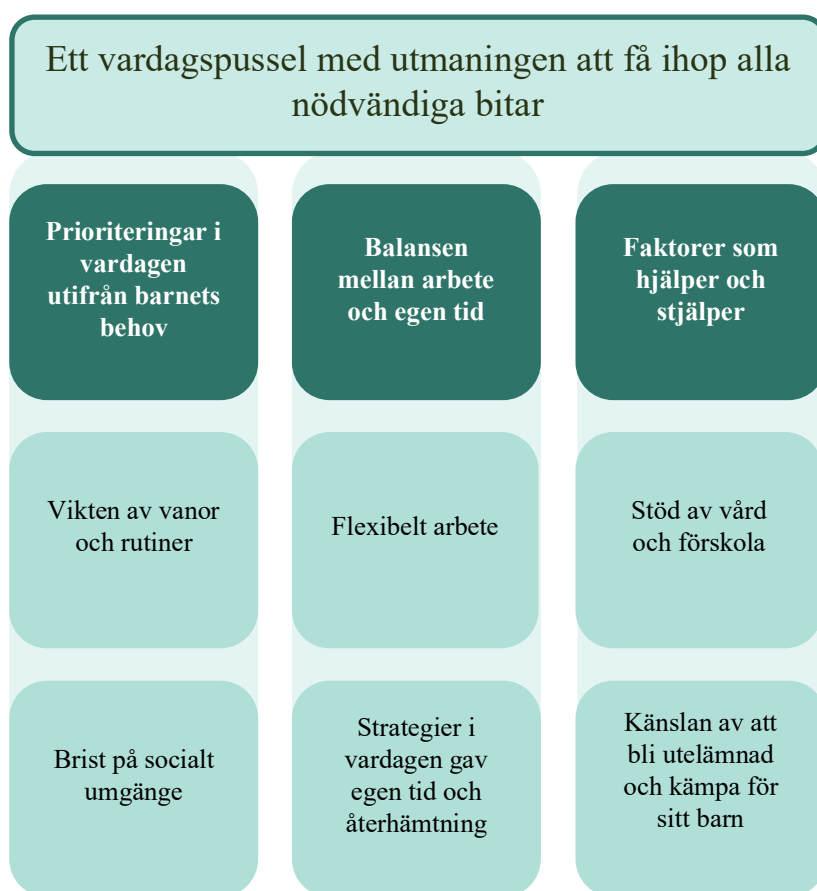 Ett vardagspussel med utmaningen att få ihop alla
nödvändiga bitar
Prioriteringar i
vardagen
utifrån barnets
behov
Vikten av vanor
och rutiner
Brist på socialt
umgänge
Balansen
mellan arbete
och egen tid
Flexibelt arbete
Strategier i
vardagen gav
egen tid och
återhämtning
Faktorer som
hjälper och
stjälper
Stöd av vård
och förskola
Känslan av att
bli utelämnad
och kämpa för
sitt barn